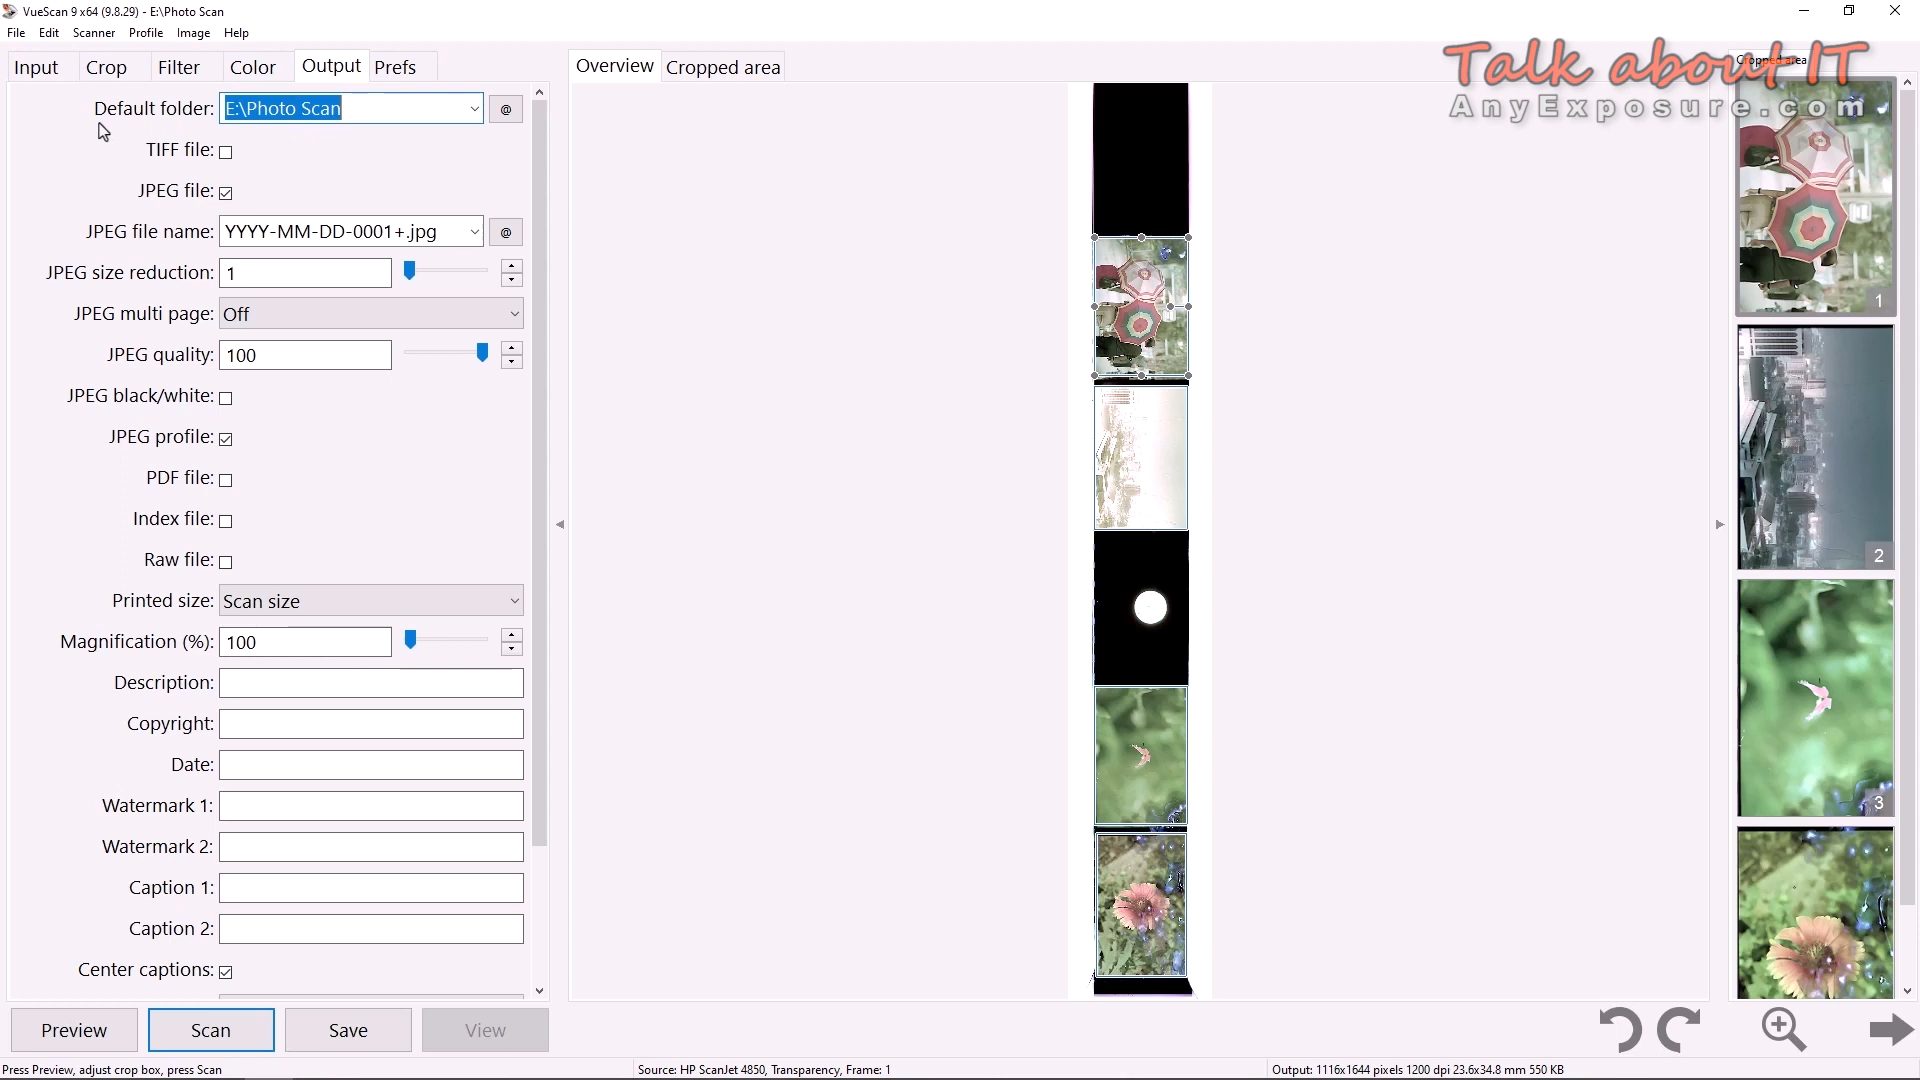 VueScan 9 x64 (9.8.29) - E:\Photo Scan
File Edit Scanner Profile Image Help
Input Crop Filter Color Output Prefs
Overview Cropped area
Cropped area
Talk about IT
AnyExposure.com
Default folder: E:\Photo Scan @
TIFF file:
JPEG file:
JPEG file name: YYYY-MM-DD-0001+.jpg @
JPEG size reduction: 1
JPEG multi page: Off
JPEG quality: 100
JPEG black/white:
JPEG profile:
PDF file:
Index file:
Raw file:
Printed size: Scan size
Magnification (%): 100
Description:
Copyright:
Date:
Watermark 1:
Watermark 2:
Caption 1:
Caption 2:
Center captions:
1
2
3
Preview Scan Save View
Press Preview, adjust crop box, press Scan
Source: HP ScanJet 4850, Transparency, Frame: 1
Output: 1116x1644 pixels 1200 dpi 23.6x34.8 mm 550 KB